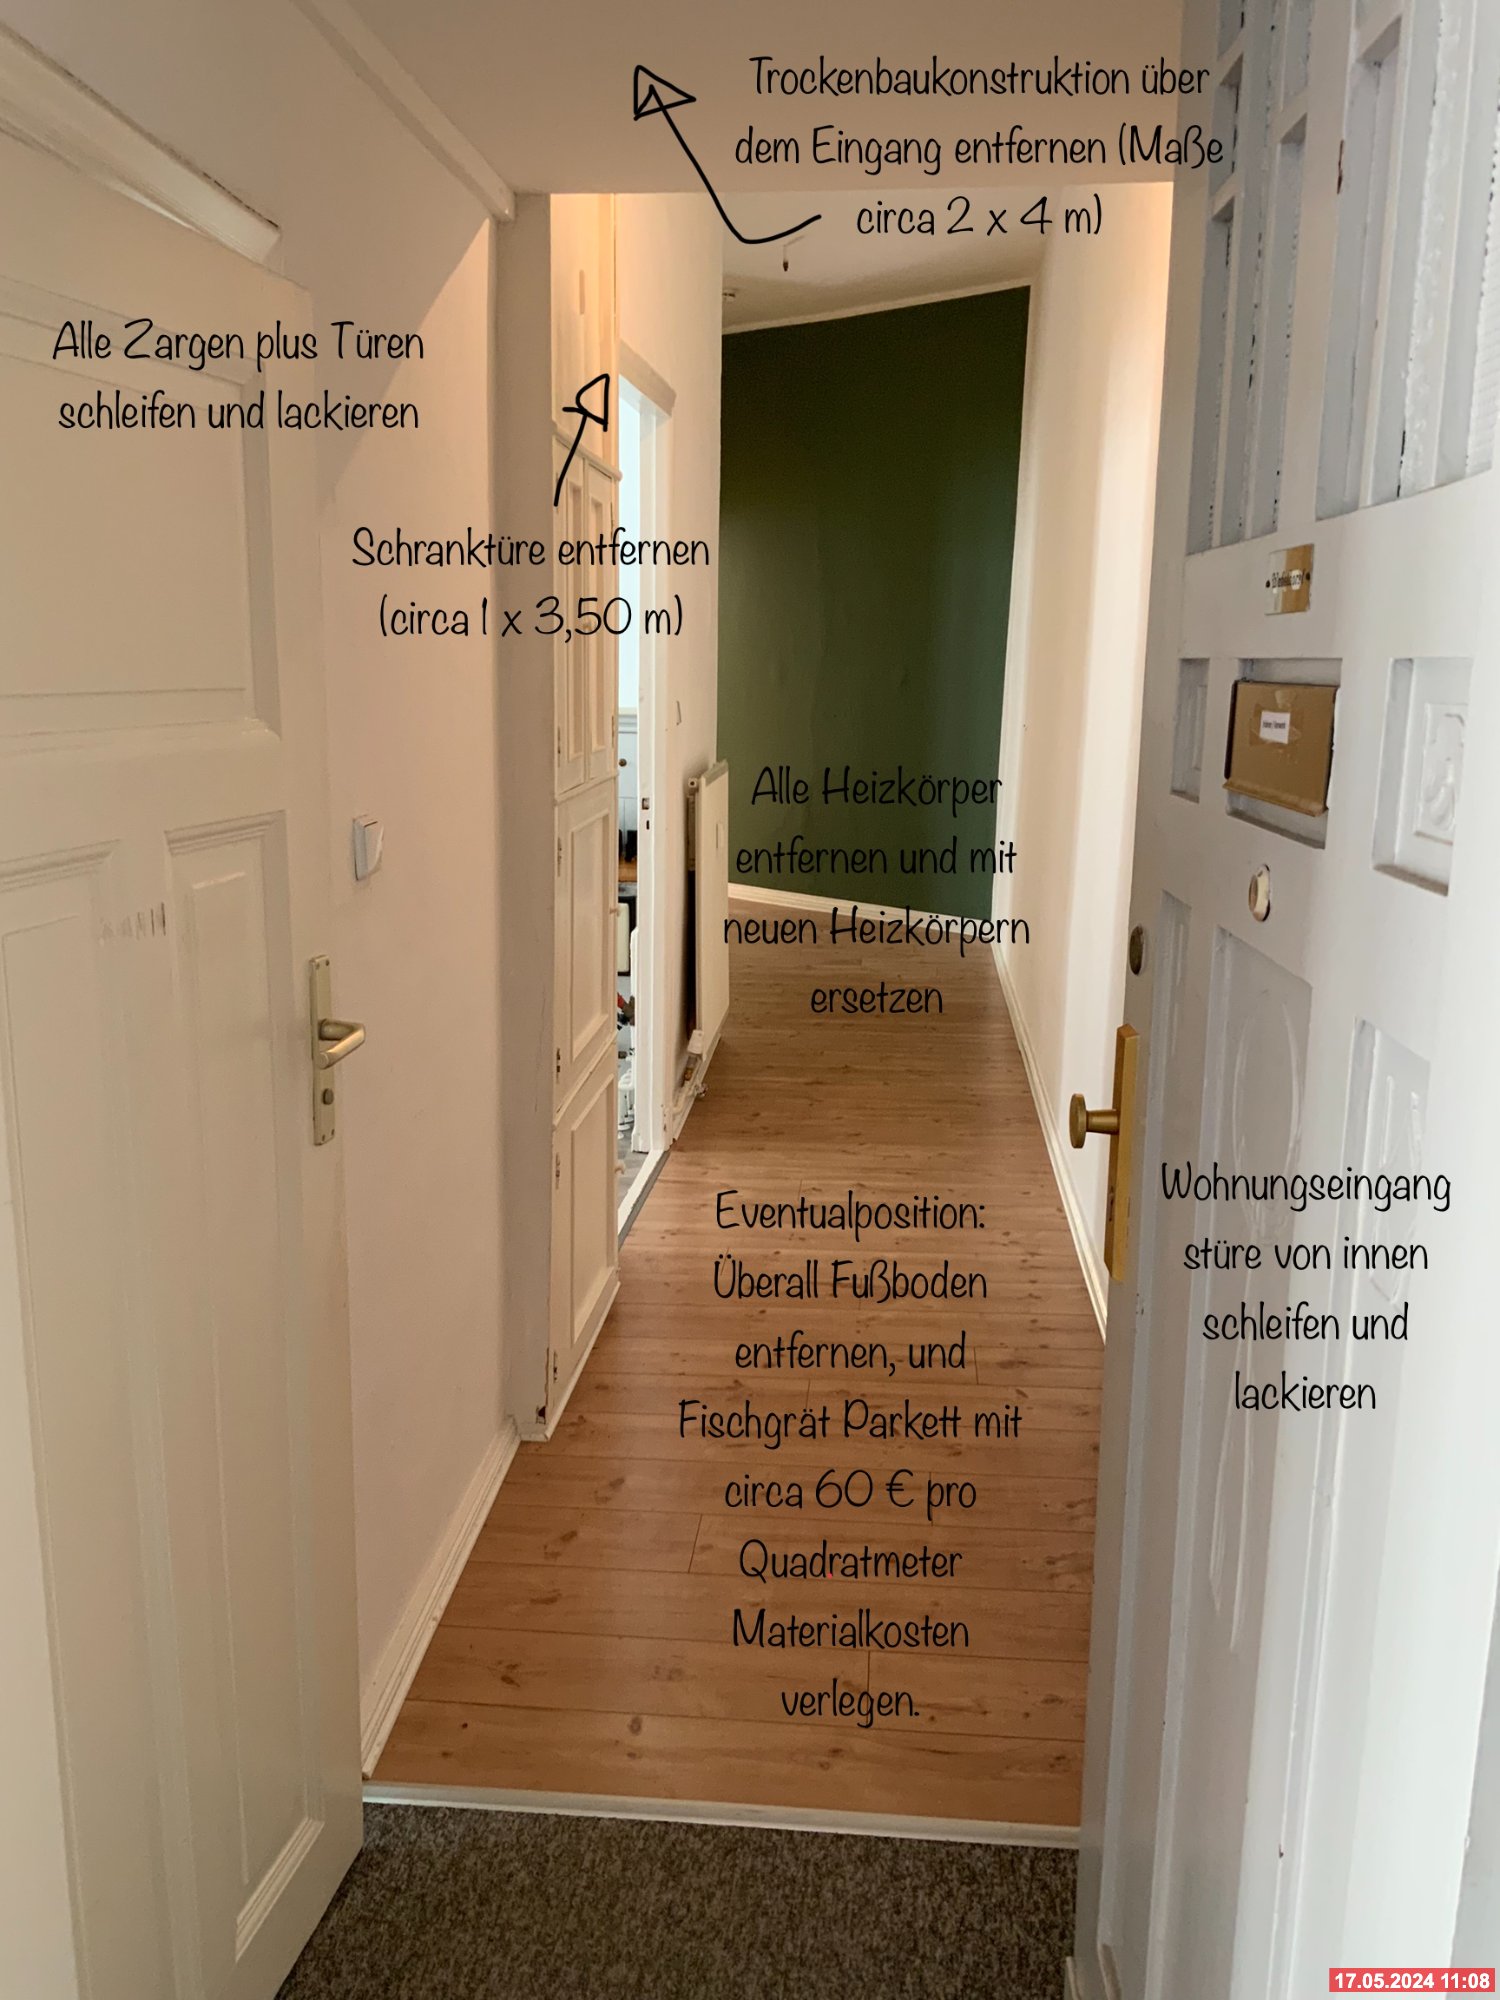 Trockenbaukonstruktion über
dem Eingang entfernen (Maße
circa 2 x 4 m)
Alle Zargen plus Türen
schleifen und lackieren
Schranktüre entfernen
(circa 1 x 3,50 m)
Alle Heizkörper
entfernen und mit
neuen Heizkörpern
ersetzen
Wohnungseingang
stüre von innen
schleifen und
lackieren
Eventualposition:
Überall Fußboden
entfernen, und
Fischgrät Parkett mit
circa 60 € pro
Quadratmeter
Materialkosten
verlegen.
17.05.2024 11:08